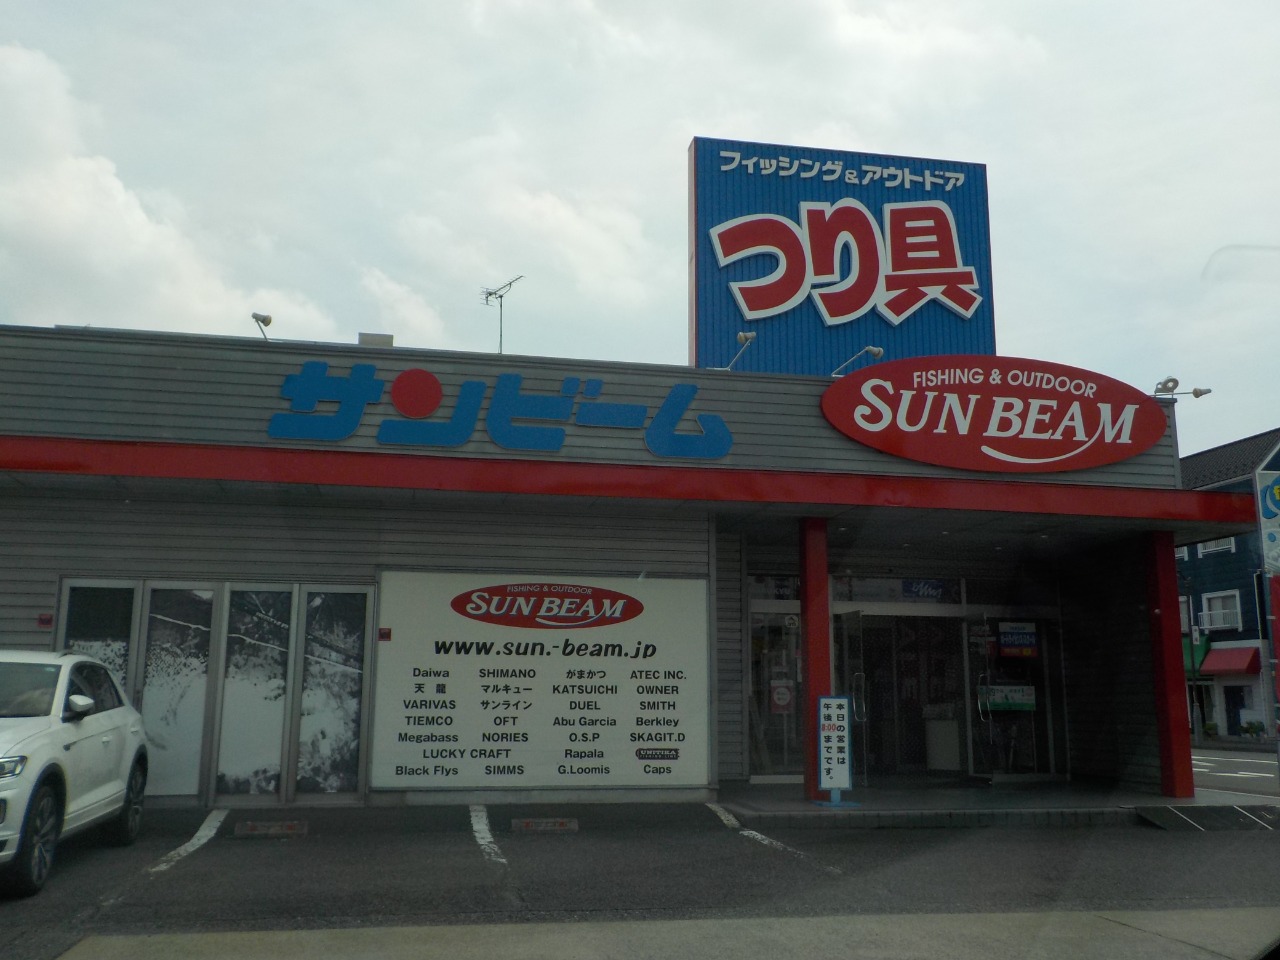 フィッシング&アウトドア
つり具
サンビーム
FISHING & OUTDOOR
SUN BEAM
FISHING & OUTDOOR
SUN BEAM
www.sun.-beam.jp
Daiwa SHIMANO がまかつ ATEC INC.
天龍 マルキュー KATSUICHI OWNER
VARIVAS サンライン DUEL SMITH
TIEMCO OFT Abu Garcia Berkley
Megabass NORIES O.S.P SKAGIT.D
LUCKY CRAFT Rapala UNITIKA
Black Flys SIMMS G.Loomis Caps
本日の営業は
午後8:00までです。